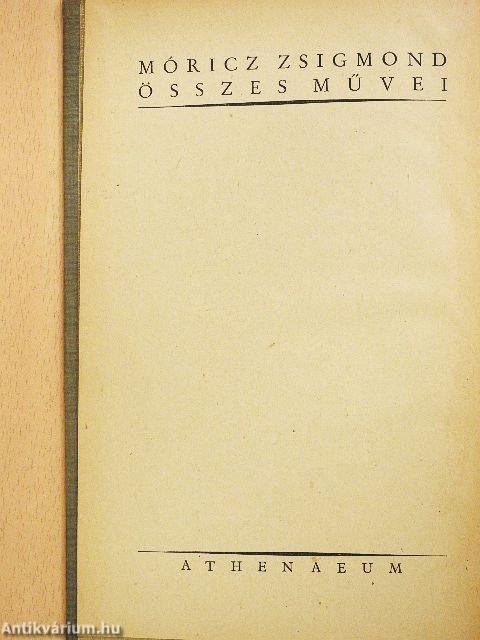 MÓRICZ ZSIGMOND
ÖSSZES MŰVEI
ATHENAEUM
Antikvárium.hu